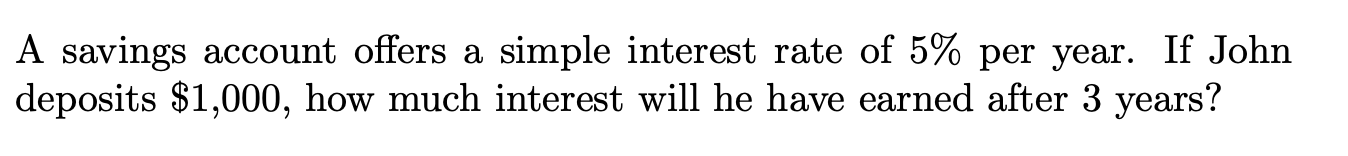 A savings account offers a simple interest rate of 5% per year. If John
deposits $1,000, how much interest will he have earned after 3 years?